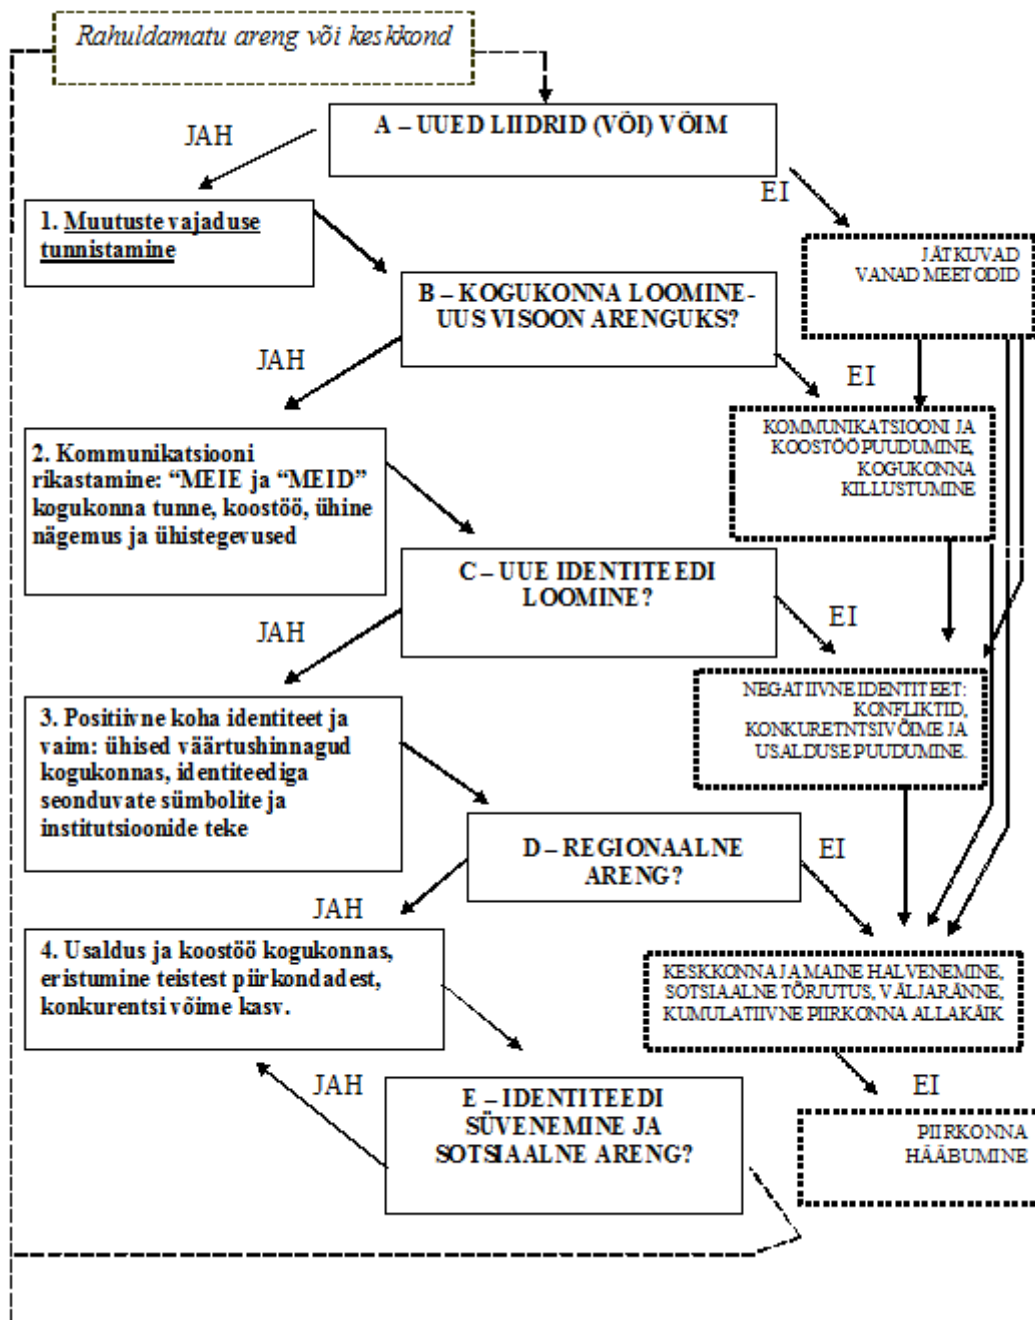 Rahuldamatu areng või keskkond
A – UUED LIIDRID (VÕI) VÕIM
JAH
EI
1. Muutuste vajaduse
tunnistamine
JÄTKUVAD
VANAD MEETODID
B – KOGUKONNA LOOMINE-
UUS VISOON ARENGUKS?
JAH
EI
KOMMUNIKATSIOONI JA
KOOSTÖÖ PUUDUMINE,
KOGUKONNA
KILLUSTUMINE
2. Kommunikatsiooni
rikastamine: “MEIE ja “MEID”
kogukonna tunne, koostöö, ühine
nägemus ja ühistegevused
C – UUE IDENTITEEDI
LOOMINE?
JAH
EI
NEGATIIVNE IDENTITEET:
KONFLIKTID,
KONKURETNTSIVÕIME JA
USALDUSE PUUDUMINE.
3. Positiivne koha identiteet ja
vaim: ühised väärtushinnagud
kogukonnas, identiteediga
seonduvate sümbolite ja
institutsioonide teke
D – REGIONAALNE
ARENG?
EI
JAH
4. Usaldus ja koostöö kogukonnas,
eristumine teistest piirkondadest,
konkurentsi võime kasv.
KESKKONNA JA MAINE HALVENEMINE,
SOTSIAALNE TÕRJUTUS, VÄLJARÄNNE,
KUMULATIIVNE PIIRKONNA ALLAKÄIK
JAH
EI
E – IDENTITEEDI
SÜVENEMINE JA
SOTSIAALNE ARENG?
PIIRKONNA
HÄÄBUMINE